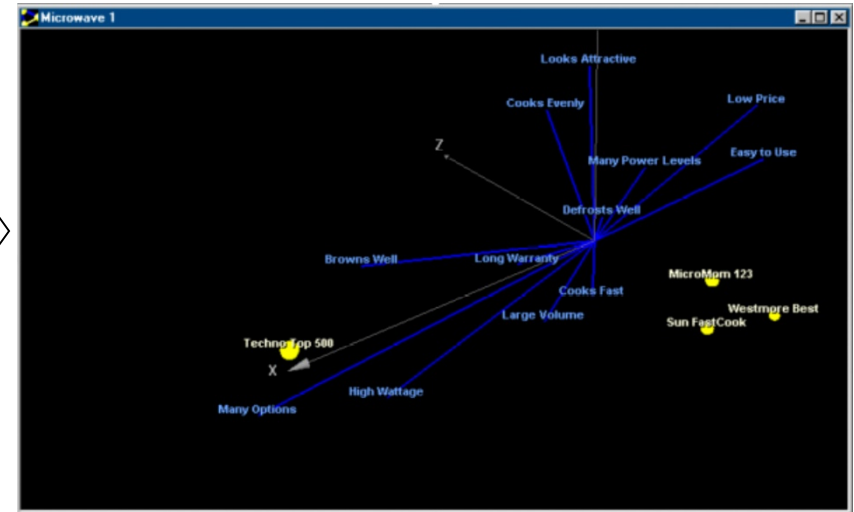 Microwave 1
Looks Attractive
Cooks Evenly
Low Price
Z
Many Power Levels
Easy to Use
Defrosts Well
Browns Well
Long Warranty
MicroMom 123
Cooks Fast
Large Volume
Westmore Best
Sun FastCook
Techno Top 500
X
High Wattage
Many Options